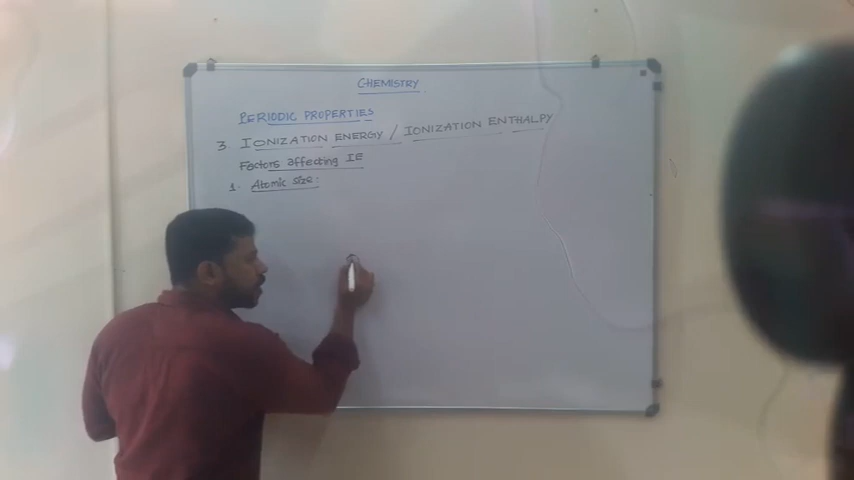 CHEMISTRY
PERIODIC PROPERTIES
3. IONIZATION ENERGY / IONIZATION ENTHALPY
Factors affecting IE
1. Atomic size: